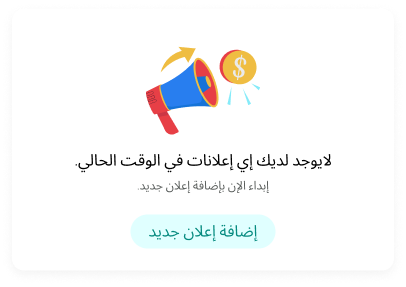 لايوجد لديك إي إعلانات في الوقت الحالي.
إبداء الإن بإضافة إعلان جديد.
إضافة إعلان جديد